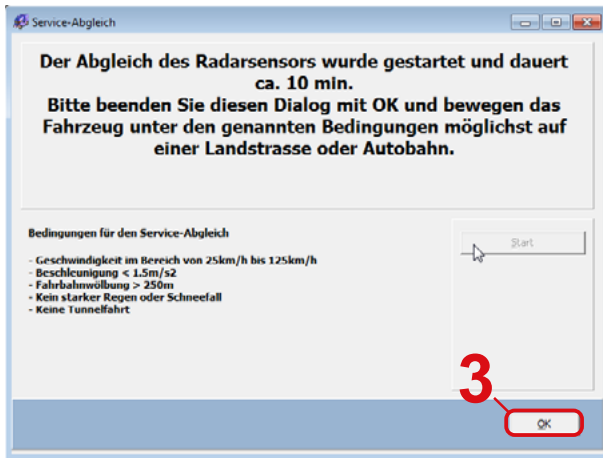 Service-Abgleich
Der Abgleich des Radarsensors wurde gestartet und dauert
ca. 10 min.
Bitte beenden Sie diesen Dialog mit OK und bewegen das
Fahrzeug unter den genannten Bedingungen möglichst auf
einer Landstrasse oder Autobahn.
Bedingungen für den Service-Abgleich
- Geschwindigkeit im Bereich von 25km/h bis 125km/h
- Beschleunigung < 1.5m/s2
- Fahrbahnwölbung > 250m
- Kein starker Regen oder Schneefall
- Keine Tunnelfahrt
Start
3
OK